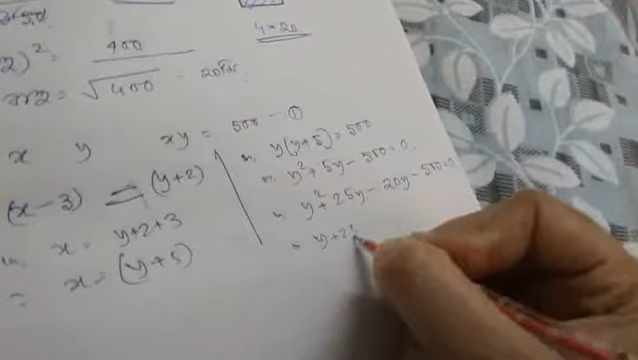 4*20
)² = 400
= √400 = 20মি:
x y xy = 500 - ①
(x-3) = (y+2)
x = y+2+3
= x = (y+5)
y(y+5) = 500
y²+5y-500=0.
y²+25y-20y-500=0
y+2